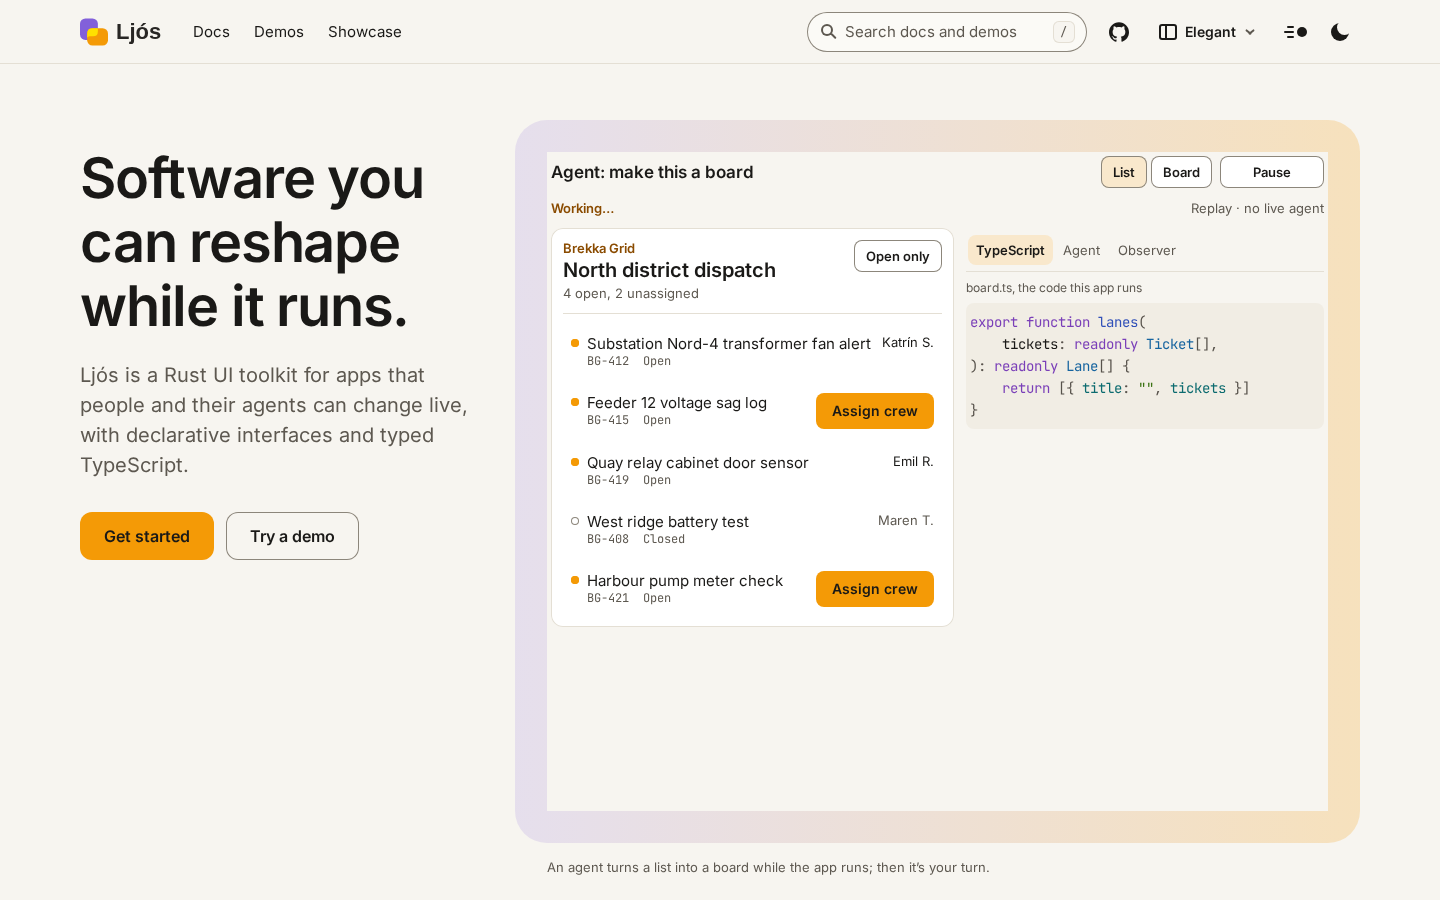 Ljós
Docs
Demos
Showcase
Search docs and demos
/
Elegant
Software you
can reshape
while it runs.
Ljós is a Rust UI toolkit for apps that
people and their agents can change live,
with declarative interfaces and typed
TypeScript.
Get started
Try a demo
Agent: make this a board
List
Board
Pause
Working...
Replay · no live agent
Brekka Grid
North district dispatch
4 open, 2 unassigned
Open only
Substation Nord-4 transformer fan alert
Katrín S.
BG-412 Open
Feeder 12 voltage sag log
BG-415 Open
Assign crew
Quay relay cabinet door sensor
Emil R.
BG-419 Open
West ridge battery test
Maren T.
BG-408 Closed
Harbour pump meter check
BG-421 Open
Assign crew
TypeScript
Agent
Observer
board.ts, the code this app runs
export function lanes(
    tickets: readonly Ticket[],
): readonly Lane[] {
    return [{ title: "", tickets }]
}
An agent turns a list into a board while the app runs; then it's your turn.